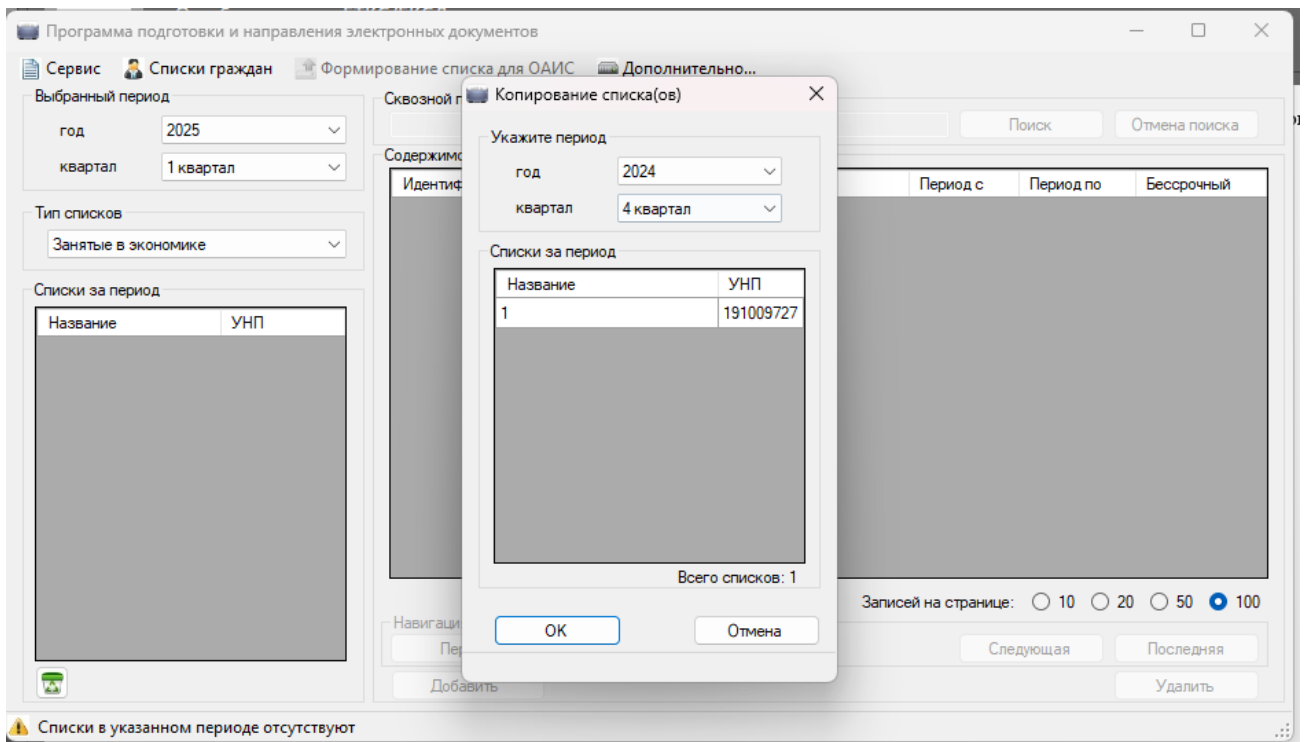 Программа подготовки и направления электронных документов
Сервис Списки граждан Формирование списка для ОАИС Дополнительно...
Выбранный период
год 2025
квартал 1 квартал
Тип списков
Занятые в экономике
Списки за период
Название УНП
Сквозной
Поиск Отмена поиска
Период с Период по Бессрочный
Копирование списка(ов)
Укажите период
год 2024
квартал 4 квартал
Списки за период
Название УНП
1 191009727
Всего списков: 1
OK Отмена
Записей на странице: 10 20 50 100
Следующая Последняя
Добавить Удалить
Списки в указанном периоде отсутствуют